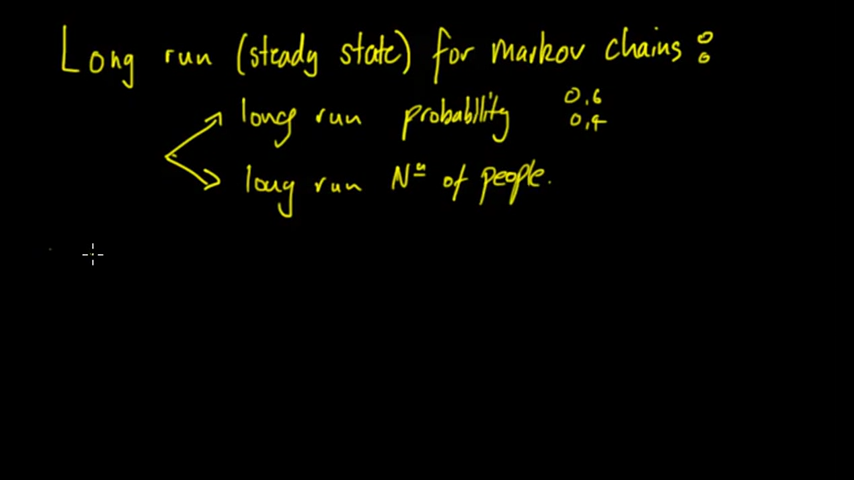 Long run (steady state) for markov chains :
long run probability 0,6
0,4
long run Nº of people.